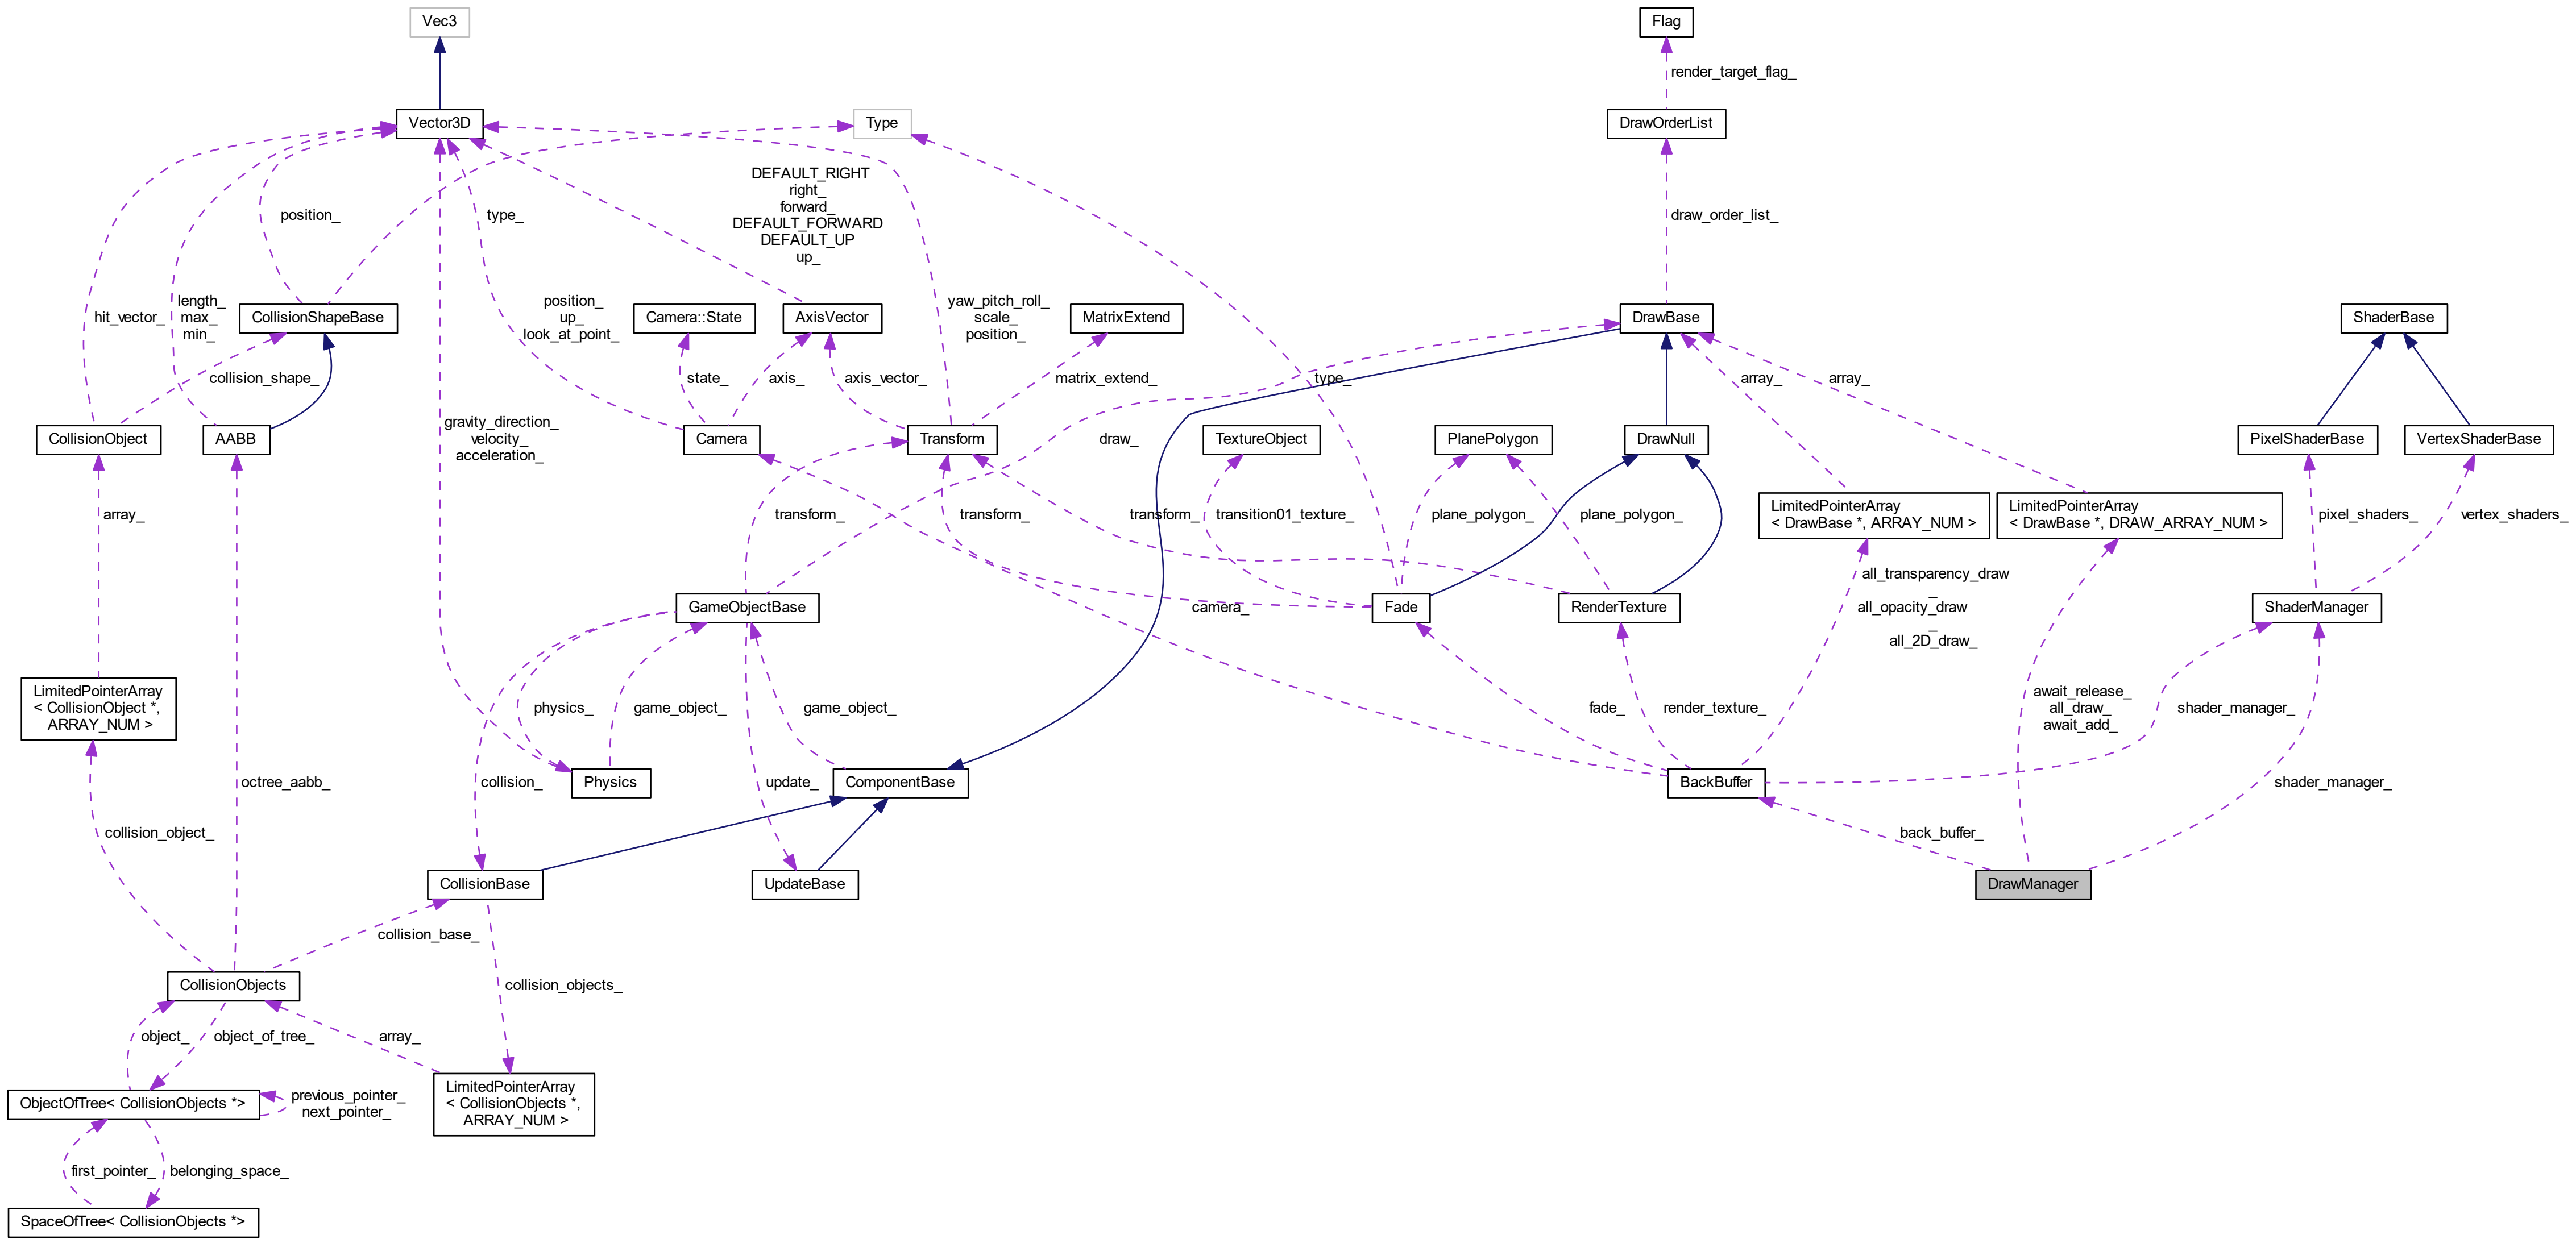 Vec3
Flag
render_target_flag_
Vector3D
Type
DrawOrderList
DEFAULT_RIGHT
right_
forward_
DEFAULT_FORWARD
DEFAULT_UP
up_
position_
type_
draw_order_list_
hit_vector_
length_
max_
min_
CollisionShapeBase
position_
up_
look_at_point_
Camera::State
AxisVector
yaw_pitch_roll_
scale_
position_
MatrixExtend
DrawBase
ShaderBase
collision_shape_
state_
axis_
axis_vector_
matrix_extend_
type_
array_
array_
CollisionObject
AABB
gravity_direction_
velocity_
acceleration_
Camera
Transform
draw_
TextureObject
PlanePolygon
DrawNull
PixelShaderBase
VertexShaderBase
array_
transform_
transform_
transform_
transition01_texture_
plane_polygon_
plane_polygon_
LimitedPointerArray
< DrawBase *, ARRAY_NUM >
LimitedPointerArray
< DrawBase *, DRAW_ARRAY_NUM >
pixel_shaders_
vertex_shaders_
GameObjectBase
camera_
Fade
RenderTexture
all_transparency_draw
_
all_opacity_draw
_
all_2D_draw_
ShaderManager
LimitedPointerArray
< CollisionObject *,
ARRAY_NUM >
physics_
game_object_
game_object_
fade_
render_texture_
await_release_
all_draw_
await_add_
shader_manager_
octree_aabb_
collision_
Physics
update_
ComponentBase
BackBuffer
shader_manager_
collision_object_
back_buffer_
CollisionBase
UpdateBase
DrawManager
collision_base_
CollisionObjects
collision_objects_
object_
object_of_tree_
array_
ObjectOfTree< CollisionObjects *>
previous_pointer_
next_pointer_
LimitedPointerArray
< CollisionObjects *,
ARRAY_NUM >
first_pointer_
belonging_space_
SpaceOfTree< CollisionObjects *>